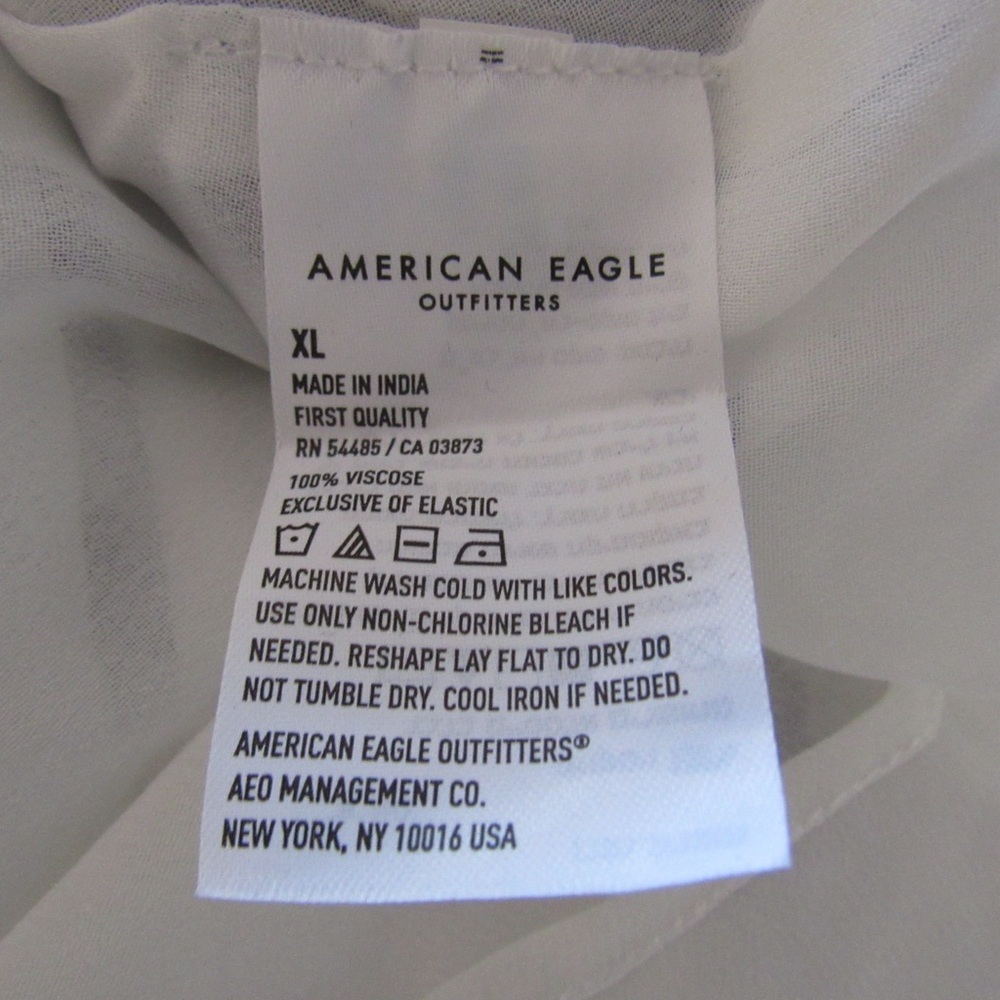 AMERICAN EAGLE
OUTFITTERS
XL
MADE IN INDIA
FIRST QUALITY
RN 54485 / CA 03873
100% VISCOSE
EXCLUSIVE OF ELASTIC
MACHINE WASH COLD WITH LIKE COLORS.
USE ONLY NON-CHLORINE BLEACH IF
NEEDED. RESHAPE LAY FLAT TO DRY. DO
NOT TUMBLE DRY. COOL IRON IF NEEDED.
AMERICAN EAGLE OUTFITTERS®
AEO MANAGEMENT CO.
NEW YORK, NY 10016 USA